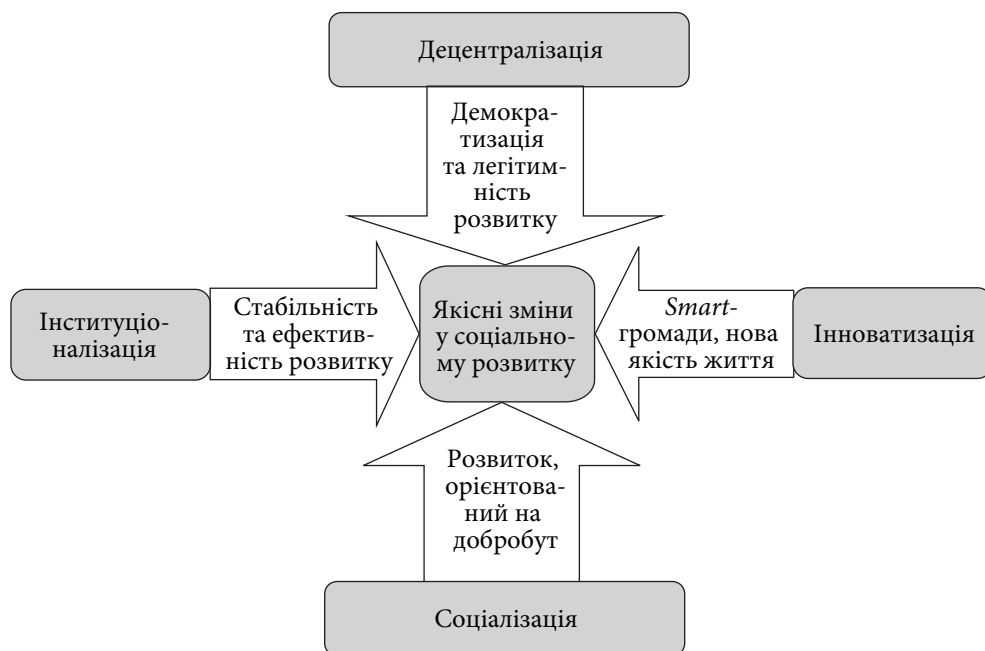 Децентралізація
Демокра-
тизація
та легітим-
ність
розвитку
Інституціо-
налізація
Стабільність
та ефектив-
ність розвитку
Якісні зміни
у соціально-
му розвитку
Smart-
громади, нова
якість життя
Інноватизація
Розвиток,
орієнтова-
ний на
добробут
Соціалізація